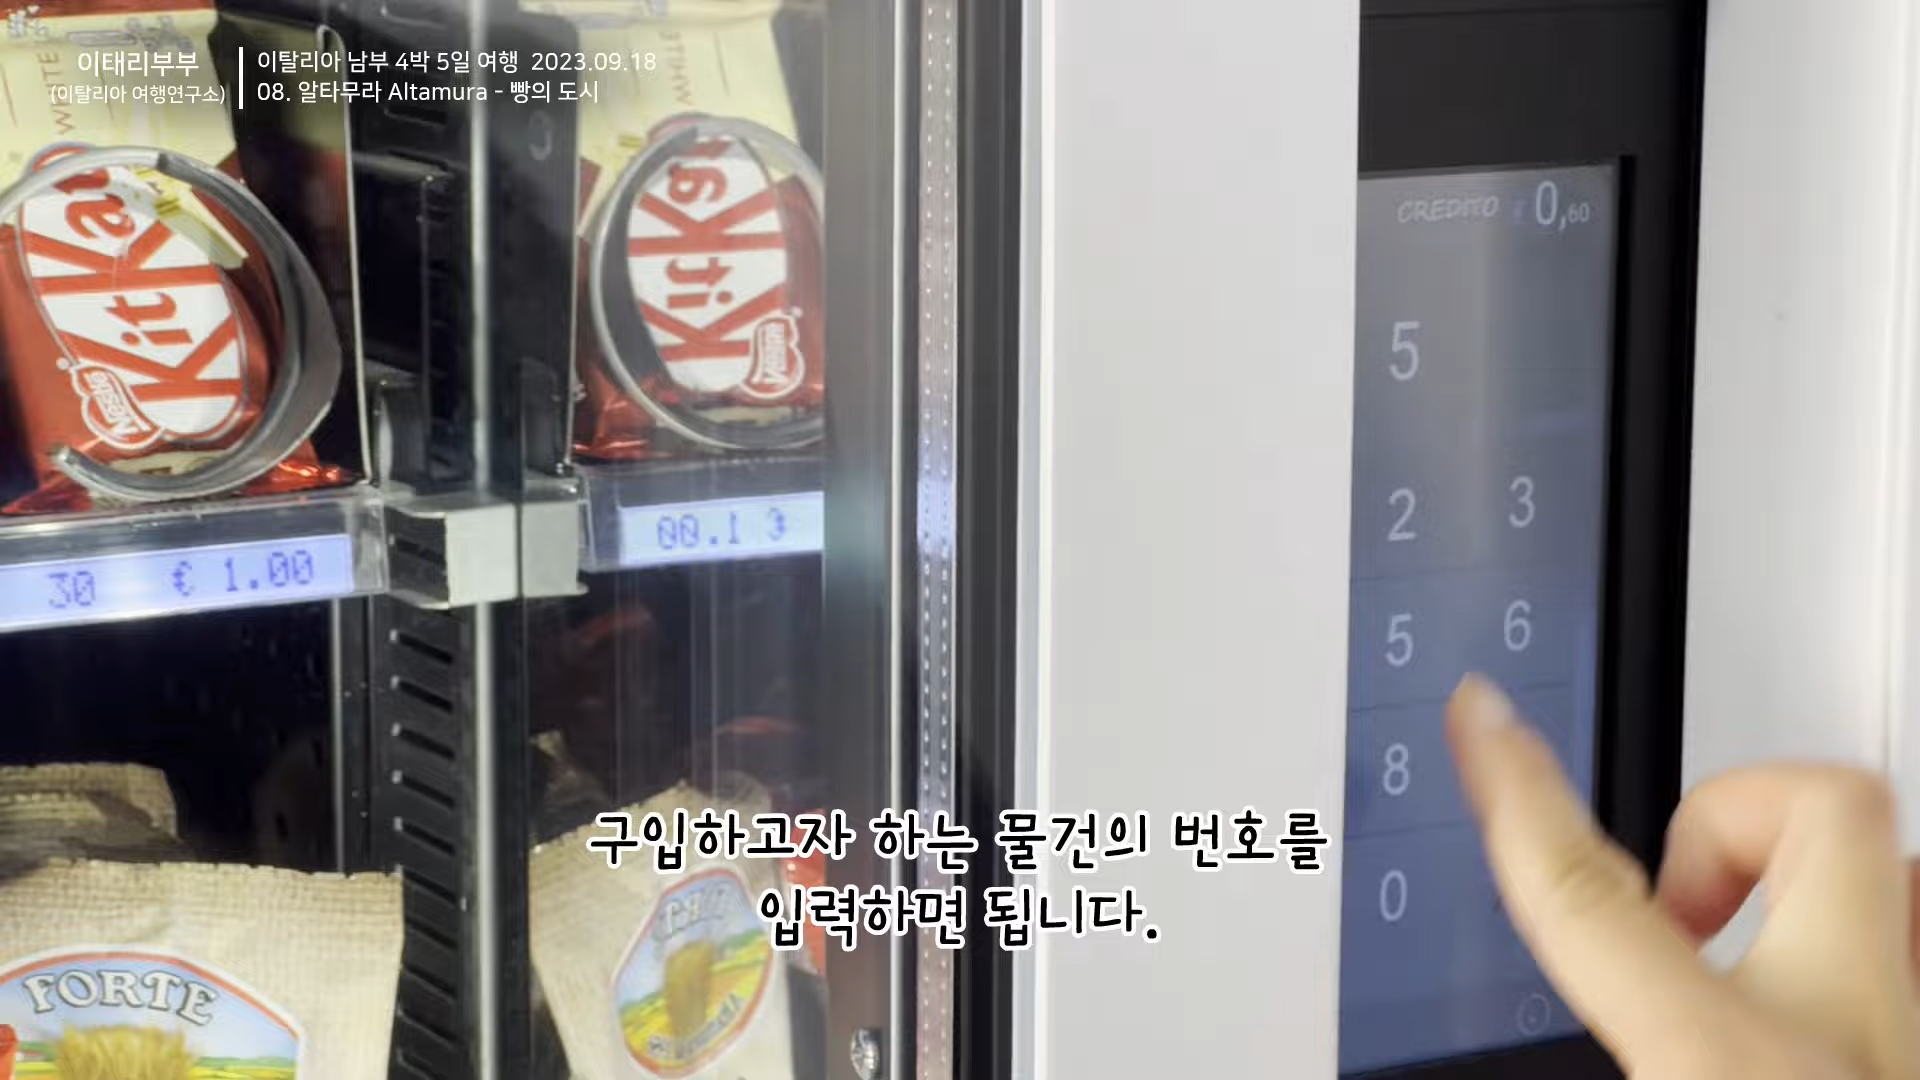 이태리부부
(이탈리아 여행연구소)
이탈리아 남부 4박 5일 여행 2023.09.18
08. 알타무라 Altamura - 빵의 도시
WHITE
KitKat
Nestlé
KitKat
Nestlé
30 € 1.00
CREDITO 0,60
5
2 3
5 6
8
0
FORTE
FORTE
구입하고자 하는 물건의 번호를
입력하면 됩니다.